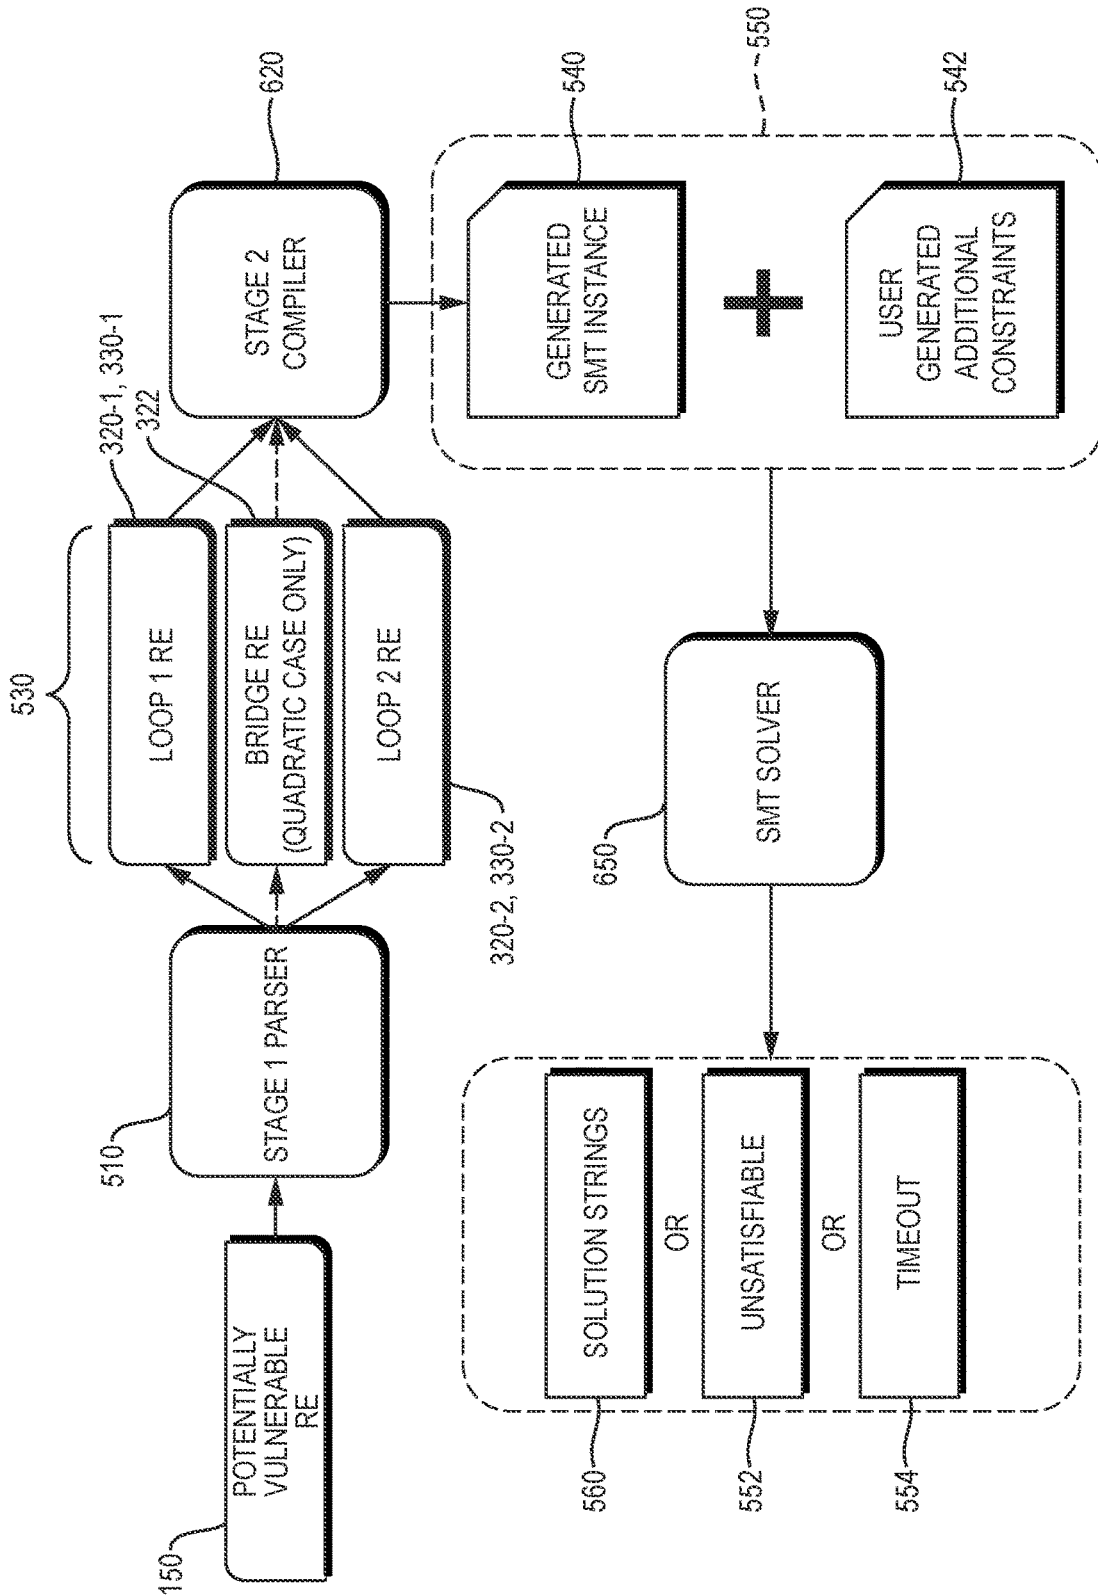 150
POTENTIALLY
VULNERABLE
RE
510
STAGE 1 PARSER
530
LOOP 1 RE
320-1, 330-1
BRIDGE RE
(QUADRATIC CASE ONLY)
322
LOOP 2 RE
320-2, 330-2
STAGE 2
COMPILER
620
GENERATED
SMT INSTANCE
540
+
USER
GENERATED
ADDITIONAL
CONSTRAINTS
542
550
SMT SOLVER
650
SOLUTION STRINGS
560
OR
UNSATISFIABLE
552
OR
TIMEOUT
554